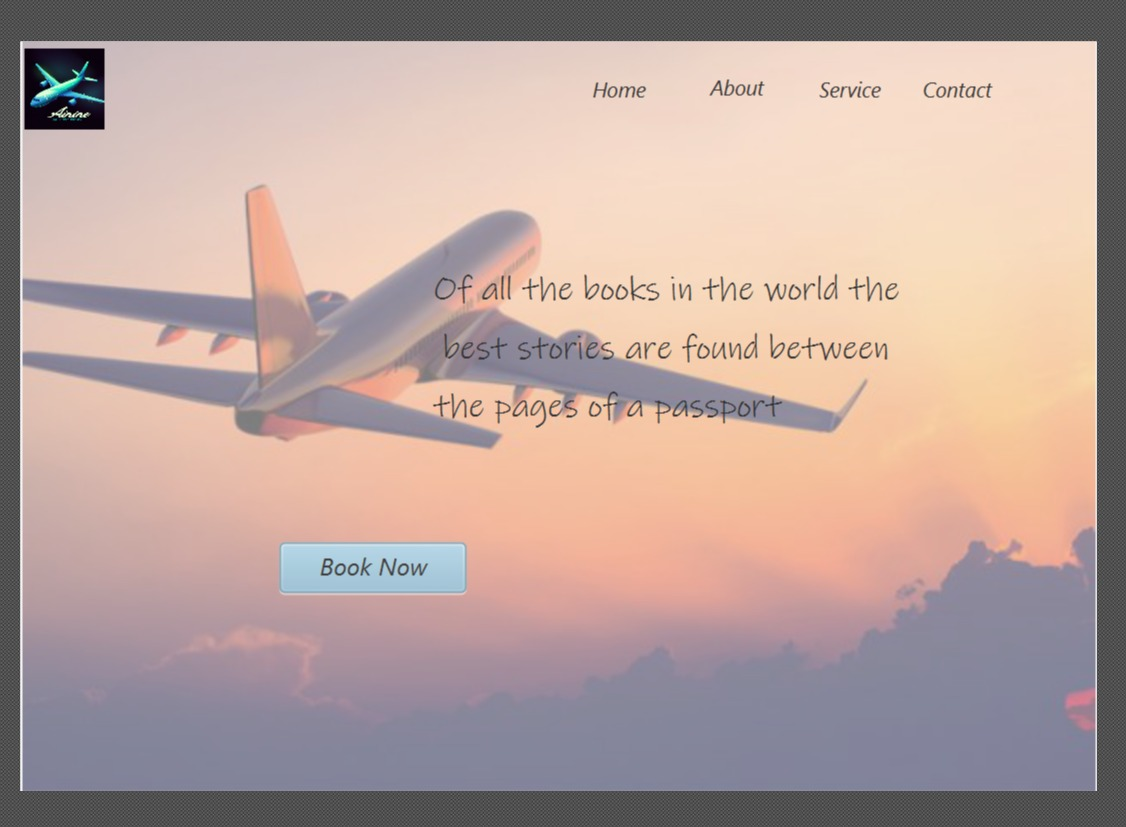 Airine
Home About Service Contact
Of all the books in the world the
best stories are found between
the pages of a passport
Book Now